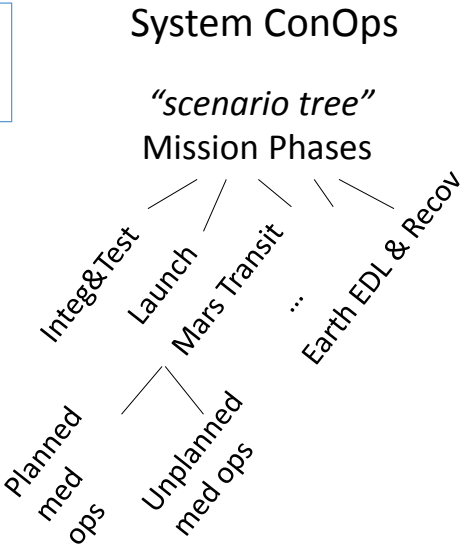 System ConOps
“scenario tree”
Mission Phases
Integ&Test
Launch
Mars Transit
...
Earth EDL & Recov
Planned
med
ops
Unplanned
med ops